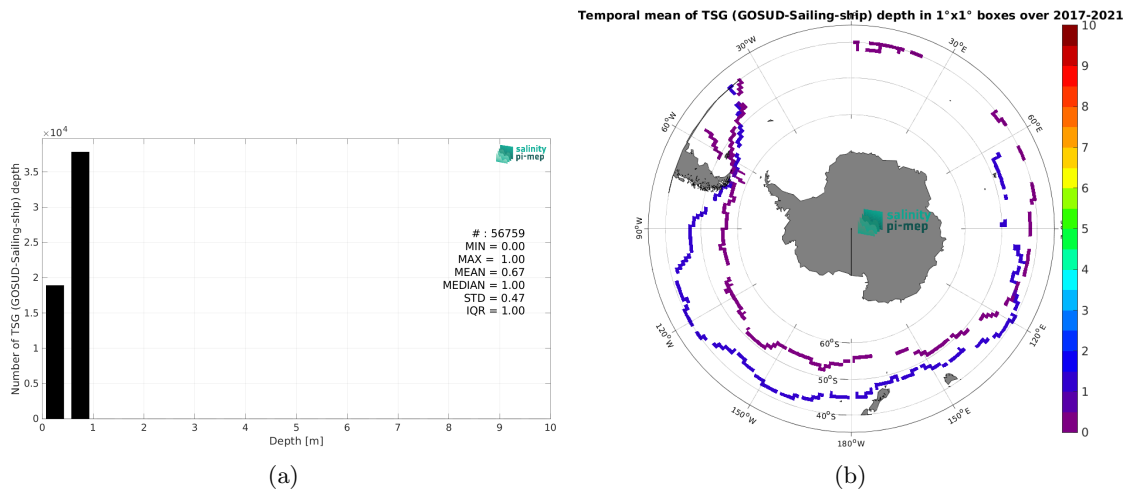 ×10⁴
3.5
3
2.5
2
1.5
1
0.5
0
0 1 2 3 4 5 6 7 8 9 10
Number of TSG (GOSUD-Sailing-ship) depth
Depth [m]
salinity
pi-mep
# : 56759
MIN = 0.00
MAX = 1.00
MEAN = 0.67
MEDIAN = 1.00
STD = 0.47
IQR = 1.00
(a)
Temporal mean of TSG (GOSUD-Sailing-ship) depth in 1°x1° boxes over 2017-2021
30°W
30°E
60°W
60°E
90°W
salinity
pi-mep
120°W
120°E
60°S
50°S
40°S
150°W
150°E
180°W
10
9
8
7
6
5
4
3
2
1
0
(b)